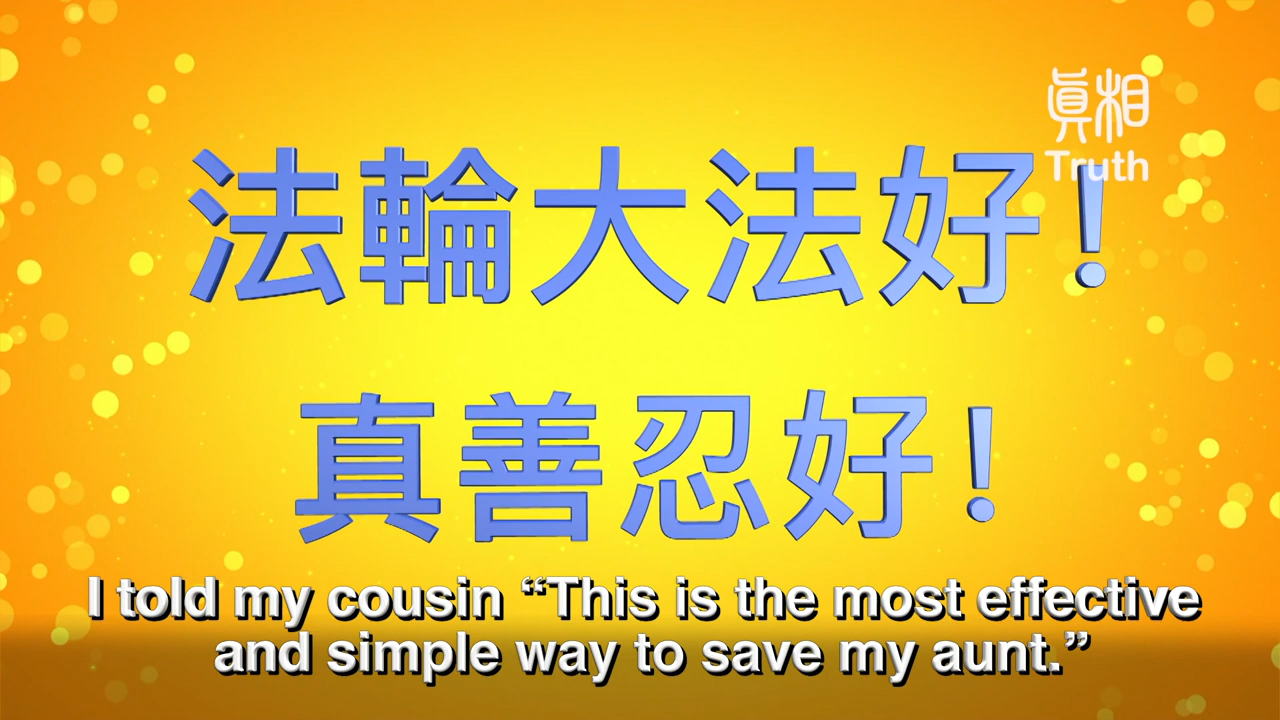 眞相
Truth
法輪大法好！
真善忍好！
I told my cousin “This is the most effective
and simple way to save my aunt.”